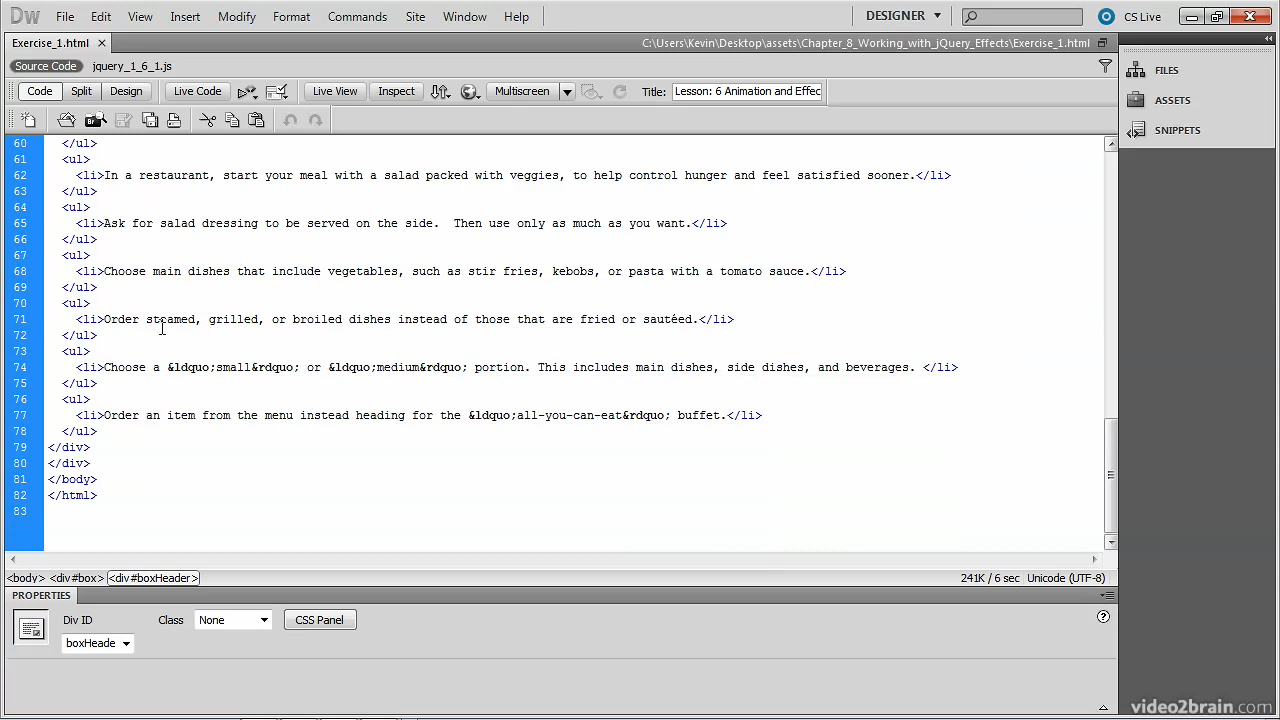 Dw File Edit View Insert Modify Format Commands Site Window Help DESIGNER CS Live
Exercise_1.html C:\Users\Kevin\Desktop\assets\Chapter_8_Working_with_jQuery_Effects\Exercise_1.html
Source Code jquery_1_6_1.js
Code Split Design Live Code Live View Inspect Multiscreen Title: Lesson: 6 Animation and Effec
FILES
ASSETS
SNIPPETS
60 </ul>
61 <ul>
62 <li>In a restaurant, start your meal with a salad packed with veggies, to help control hunger and feel satisfied sooner.</li>
63 </ul>
64 <ul>
65 <li>Ask for salad dressing to be served on the side.  Then use only as much as you want.</li>
66 </ul>
67 <ul>
68 <li>Choose main dishes that include vegetables, such as stir fries, kebobs, or pasta with a tomato sauce.</li>
69 </ul>
70 <ul>
71 <li>Order steamed, grilled, or broiled dishes instead of those that are fried or sautéed.</li>
72 </ul>
73 <ul>
74 <li>Choose a &ldquo;small&rdquo; or &ldquo;medium&rdquo; portion. This includes main dishes, side dishes, and beverages. </li>
75 </ul>
76 <ul>
77 <li>Order an item from the menu instead heading for the &ldquo;all-you-can-eat&rdquo; buffet.</li>
78 </ul>
79 </div>
80 </div>
81 </body>
82 </html>
83
<body> <div#box> <div#boxHeader> 241K / 6 sec Unicode (UTF-8)
PROPERTIES
Div ID Class None CSS Panel
boxHeade
video2brain.com